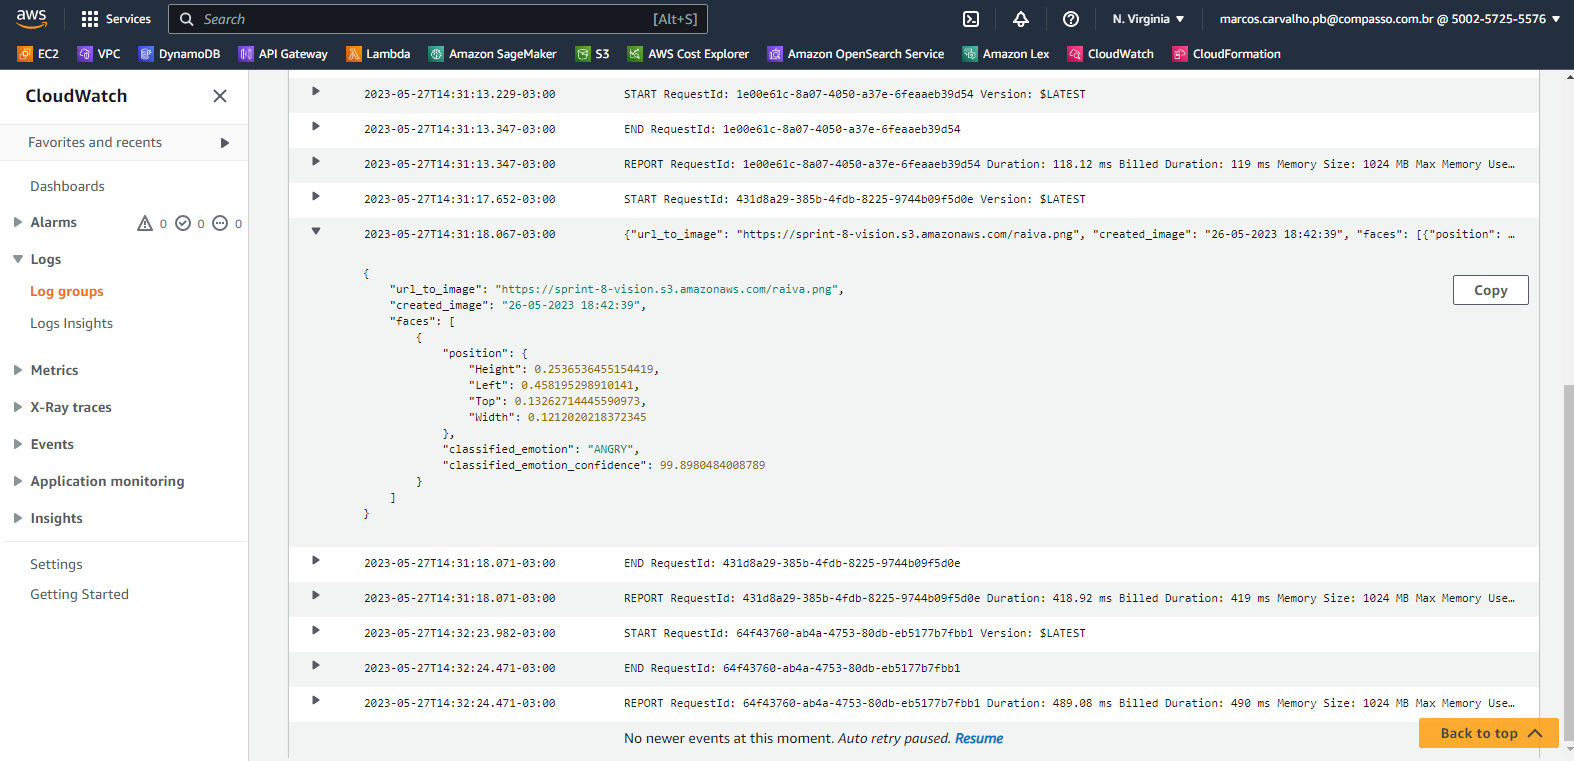 aws Services Search [Alt+S] N. Virginia marcos.carvalho.pb@compasso.com.br @ 5002-5725-5576
EC2 VPC DynamoDB API Gateway Lambda Amazon SageMaker S3 AWS Cost Explorer Amazon OpenSearch Service Amazon Lex CloudWatch CloudFormation
CloudWatch
Favorites and recents
Dashboards
Alarms 0 0 0
Logs
Log groups
Logs Insights
Metrics
X-Ray traces
Events
Application monitoring
Insights
Settings
Getting Started
2023-05-27T14:31:13.229-03:00 START RequestId: 1e00e61c-8a07-4050-a37e-6feaaeb39d54 Version: $LATEST
2023-05-27T14:31:13.347-03:00 END RequestId: 1e00e61c-8a07-4050-a37e-6feaaeb39d54
2023-05-27T14:31:13.347-03:00 REPORT RequestId: 1e00e61c-8a07-4050-a37e-6feaaeb39d54 Duration: 118.12 ms Billed Duration: 119 ms Memory Size: 1024 MB Max Memory Use…
2023-05-27T14:31:17.652-03:00 START RequestId: 431d8a29-385b-4fdb-8225-9744b09f5d0e Version: $LATEST
2023-05-27T14:31:18.067-03:00 {"url_to_image": "https://sprint-8-vision.s3.amazonaws.com/raiva.png", "created_image": "26-05-2023 18:42:39", "faces": [{"position": …
{
"url_to_image": "https://sprint-8-vision.s3.amazonaws.com/raiva.png",
"created_image": "26-05-2023 18:42:39",
"faces": [
{
"position": {
"Height": 0.2536536455154419,
"Left": 0.458195298910141,
"Top": 0.13262714445590973,
"Width": 0.1212020218372345
},
"classified_emotion": "ANGRY",
"classified_emotion_confidence": 99.8980484008789
}
]
}
Copy
2023-05-27T14:31:18.071-03:00 END RequestId: 431d8a29-385b-4fdb-8225-9744b09f5d0e
2023-05-27T14:31:18.071-03:00 REPORT RequestId: 431d8a29-385b-4fdb-8225-9744b09f5d0e Duration: 418.92 ms Billed Duration: 419 ms Memory Size: 1024 MB Max Memory Use…
2023-05-27T14:32:23.982-03:00 START RequestId: 64f43760-ab4a-4753-80db-eb5177b7fbb1 Version: $LATEST
2023-05-27T14:32:24.471-03:00 END RequestId: 64f43760-ab4a-4753-80db-eb5177b7fbb1
2023-05-27T14:32:24.471-03:00 REPORT RequestId: 64f43760-ab4a-4753-80db-eb5177b7fbb1 Duration: 489.08 ms Billed Duration: 490 ms Memory Size: 1024 MB Max Memory Use…
No newer events at this moment. Auto retry paused. Resume
Back to top